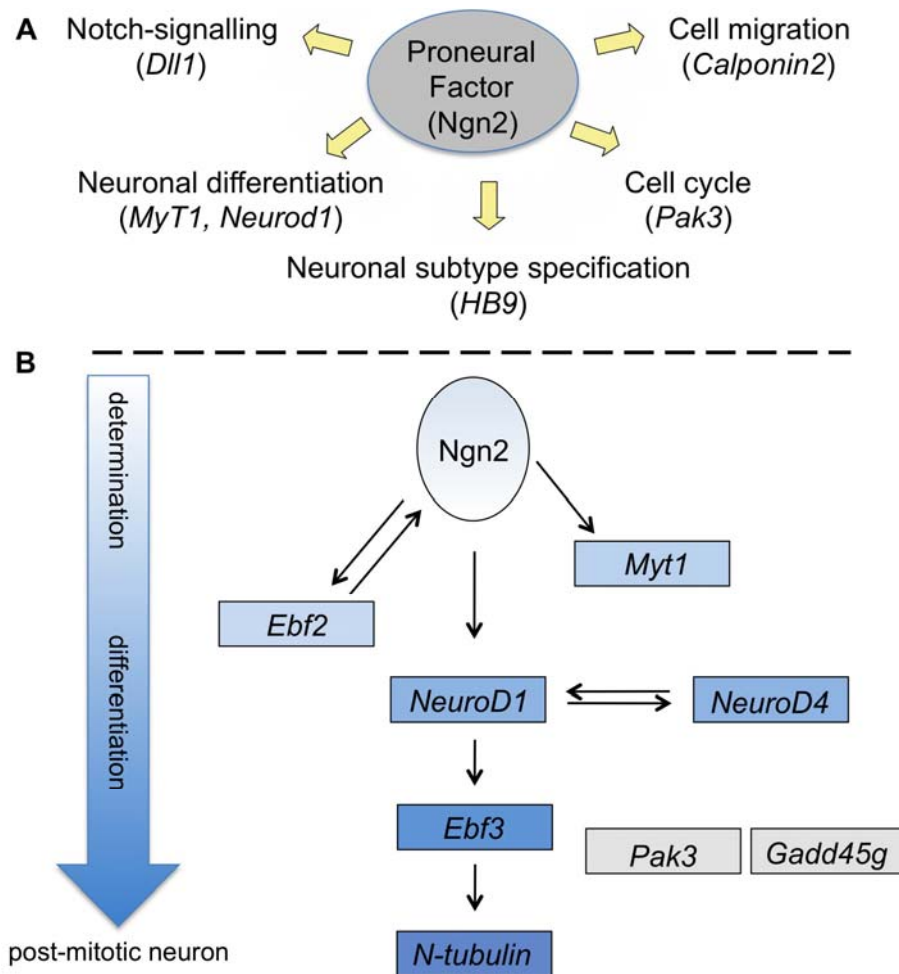 A
Notch-signalling
(Dll1)
Proneural
Factor
(Ngn2)
Cell migration
(Calponin2)
Neuronal differentiation
(MyT1, Neurod1)
Cell cycle
(Pak3)
Neuronal subtype specification
(HB9)
B
determination
differentiation
post-mitotic neuron
Ngn2
Myt1
Ebf2
NeuroD1
NeuroD4
Ebf3
Pak3
Gadd45g
N-tubulin